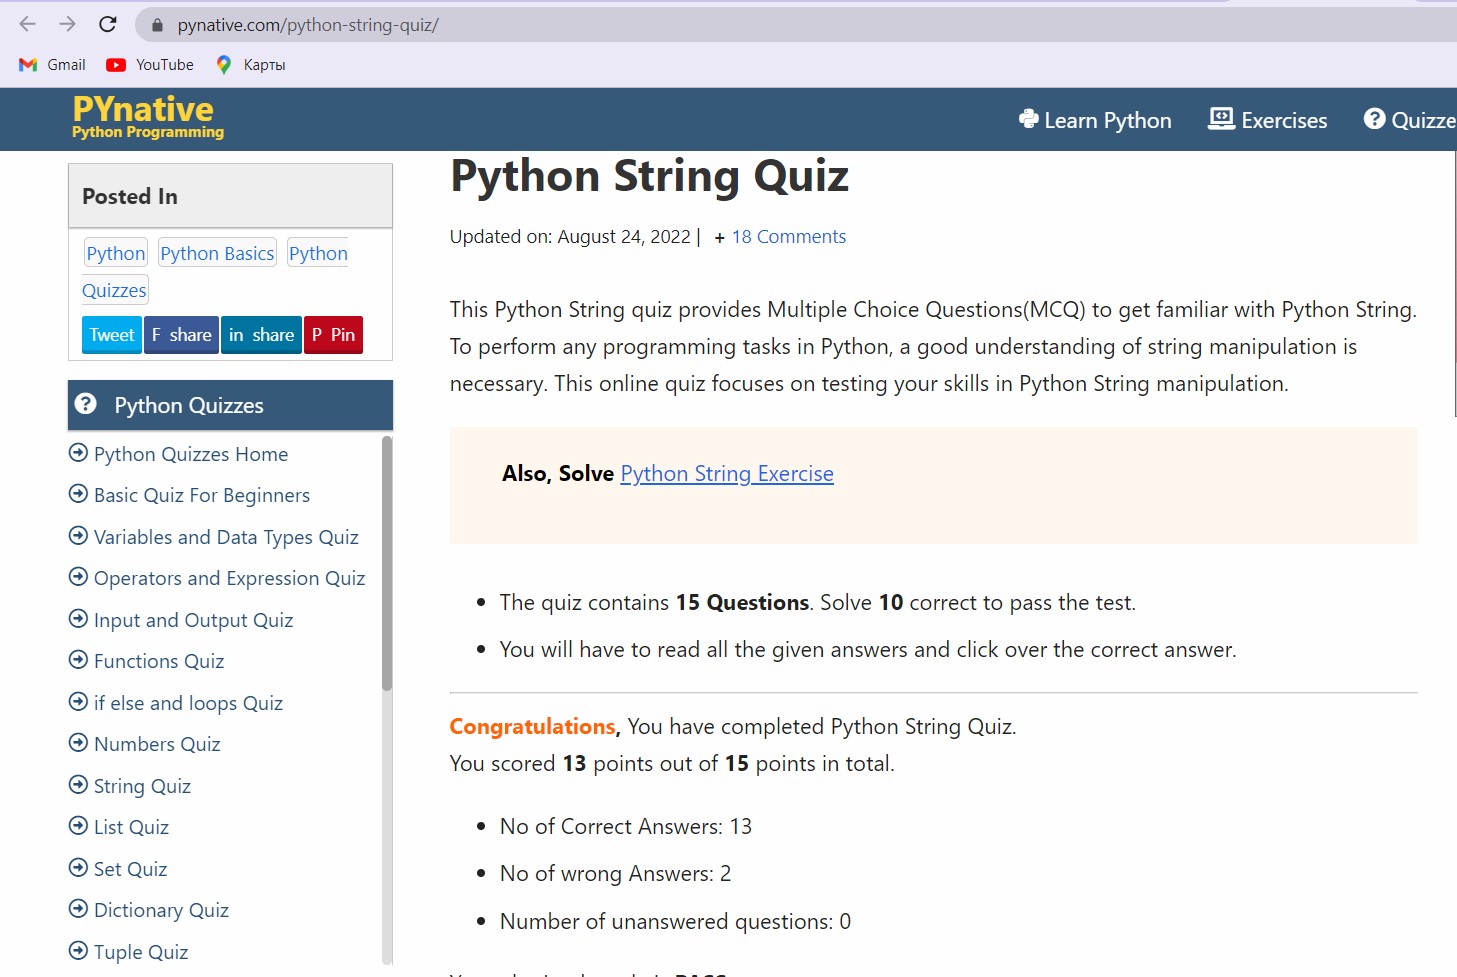 pynative.com/python-string-quiz/
Gmail YouTube Карты
PYnative
Python Programming
Learn Python Exercises Quizze
Posted In
Python Python Basics Python
Quizzes
Tweet F share in share P Pin
Python Quizzes
Python Quizzes Home
Basic Quiz For Beginners
Variables and Data Types Quiz
Operators and Expression Quiz
Input and Output Quiz
Functions Quiz
if else and loops Quiz
Numbers Quiz
String Quiz
List Quiz
Set Quiz
Dictionary Quiz
Tuple Quiz
Python String Quiz
Updated on: August 24, 2022 | + 18 Comments
This Python String quiz provides Multiple Choice Questions(MCQ) to get familiar with Python String.
To perform any programming tasks in Python, a good understanding of string manipulation is
necessary. This online quiz focuses on testing your skills in Python String manipulation.
Also, Solve Python String Exercise
• The quiz contains 15 Questions. Solve 10 correct to pass the test.
• You will have to read all the given answers and click over the correct answer.
Congratulations, You have completed Python String Quiz.
You scored 13 points out of 15 points in total.
• No of Correct Answers: 13
• No of wrong Answers: 2
• Number of unanswered questions: 0